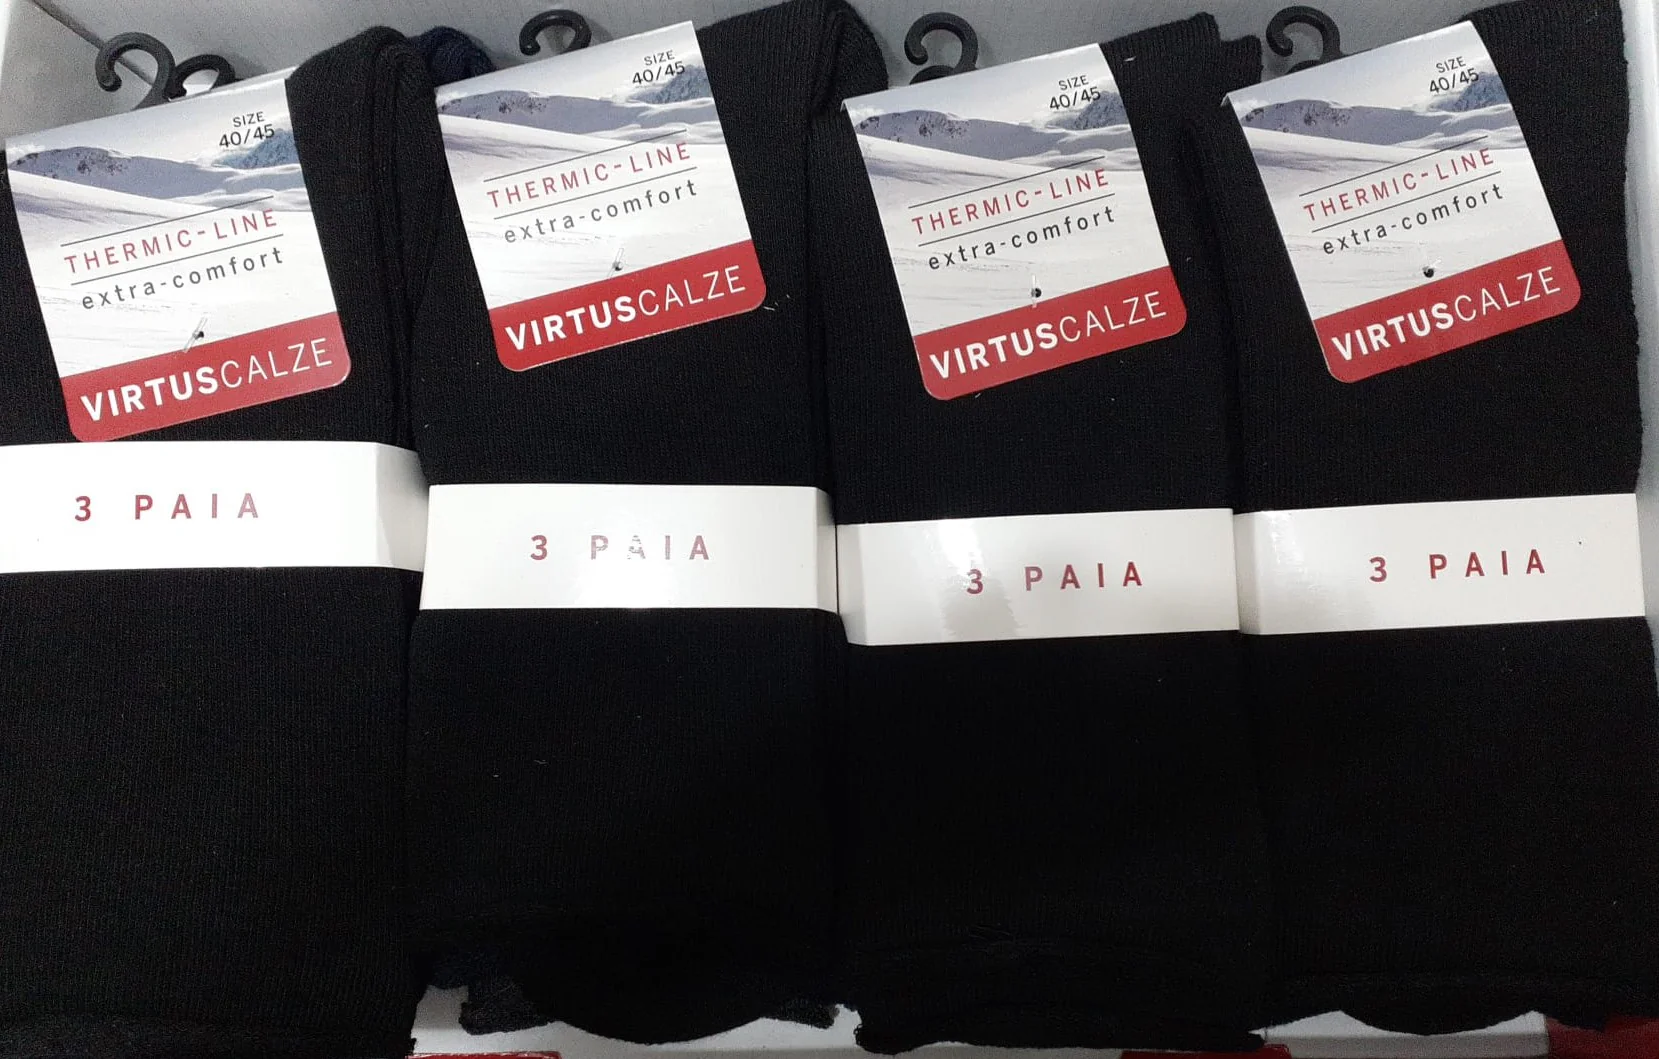 SIZE
40/45
THERMIC-LINE
extra-comfort
VIRTUSCALZE
3 PAIA
SIZE
40/45
THERMIC-LINE
extra-comfort
VIRTUSCALZE
3 PAIA
SIZE
40/45
THERMIC-LINE
extra-comfort
VIRTUSCALZE
3 PAIA
SIZE
40/45
THERMIC-LINE
extra-comfort
VIRTUSCALZE
3 PAIA